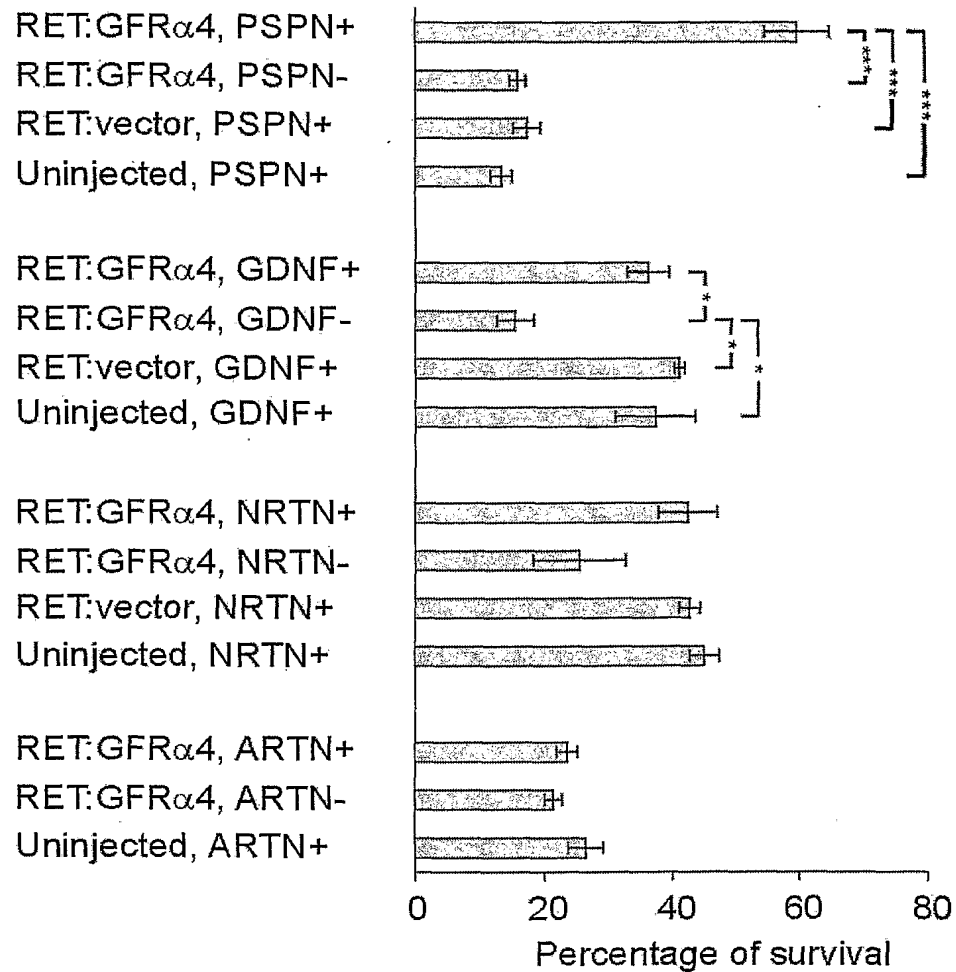 RET:GFRα4, PSPN+
RET:GFRα4, PSPN-
RET:vector, PSPN+
Uninjected, PSPN+
***
***
***
RET:GFRα4, GDNF+
RET:GFRα4, GDNF-
RET:vector, GDNF+
Uninjected, GDNF+
*
*
*
RET:GFRα4, NRTN+
RET:GFRα4, NRTN-
RET:vector, NRTN+
Uninjected, NRTN+
RET:GFRα4, ARTN+
RET:GFRα4, ARTN-
Uninjected, ARTN+
0 20 40 60 80
Percentage of survival